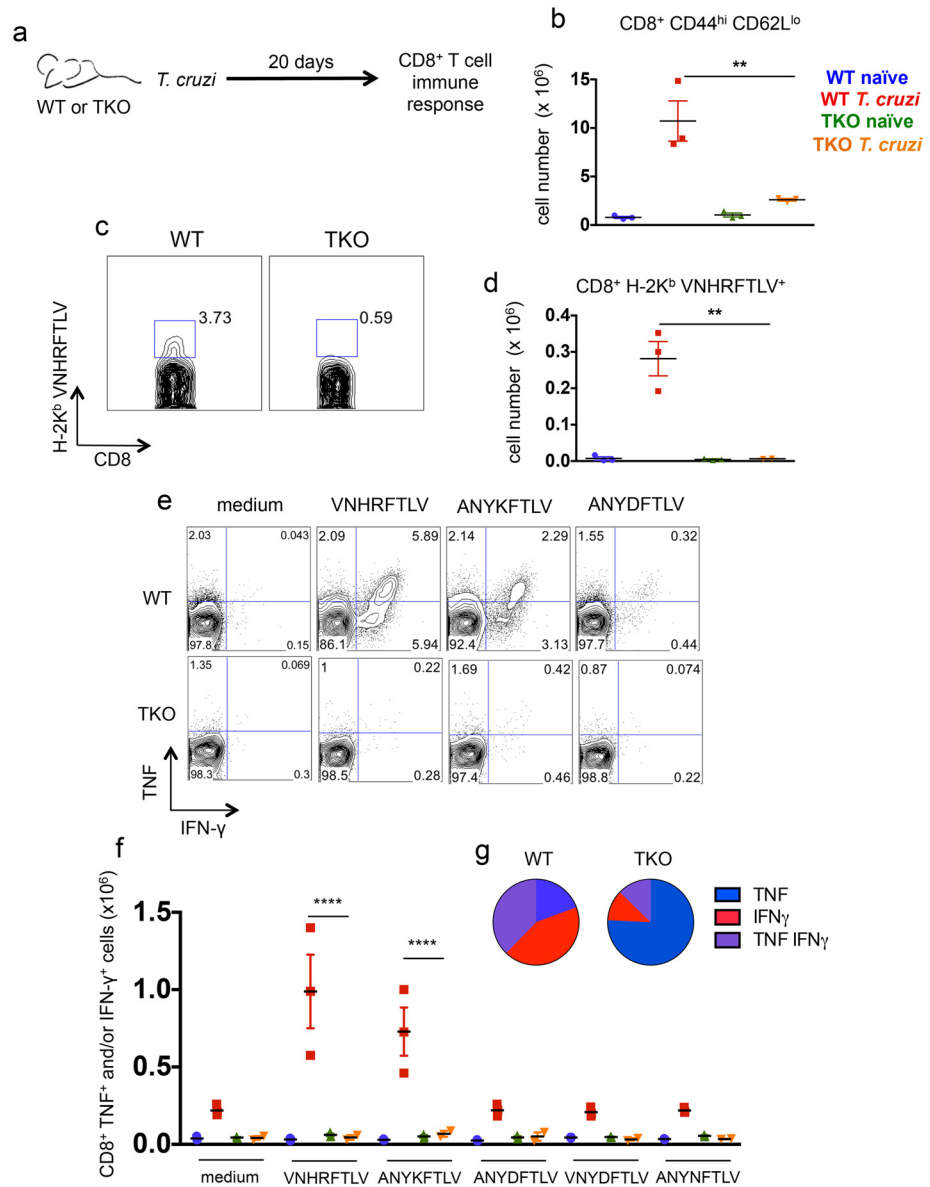 a
WT or TKO
T. cruzi
20 days
CD8⁺ T cell
immune
response
b
CD8⁺ CD44ʰⁱ CD62Lˡᵒ
cell number (x 10⁶)
15
10
5
0
**
WT naïve
WT T. cruzi
TKO naïve
TKO T. cruzi
c
WT
TKO
3.73
0.59
H-2Kᵇ VNHRFTLV
CD8
d
CD8⁺ H-2Kᵇ VNHRFTLV⁺
cell number (x 10⁶)
0.4
0.3
0.2
0.1
0.0
**
e
medium
VNHRFTLV
ANYKFTLV
ANYDFTLV
WT
2.03
0.043
97.8
0.15
2.09
5.89
86.1
5.94
2.14
2.29
92.4
3.13
1.55
0.32
97.7
0.44
TKO
1.35
0.069
98.3
0.3
1
0.22
98.5
0.28
1.69
0.42
97.4
0.46
0.87
0.074
98.8
0.22
TNF
IFN-γ
f
CD8⁺ TNF⁺ and/or IFN-γ⁺ cells (x10⁶)
1.5
1.0
0.5
0.0
****
****
medium
VNHRFTLV
ANYKFTLV
ANYDFTLV
VNYDFTLV
ANYNFTLV
g
WT
TKO
TNF
IFNγ
TNF IFNγ